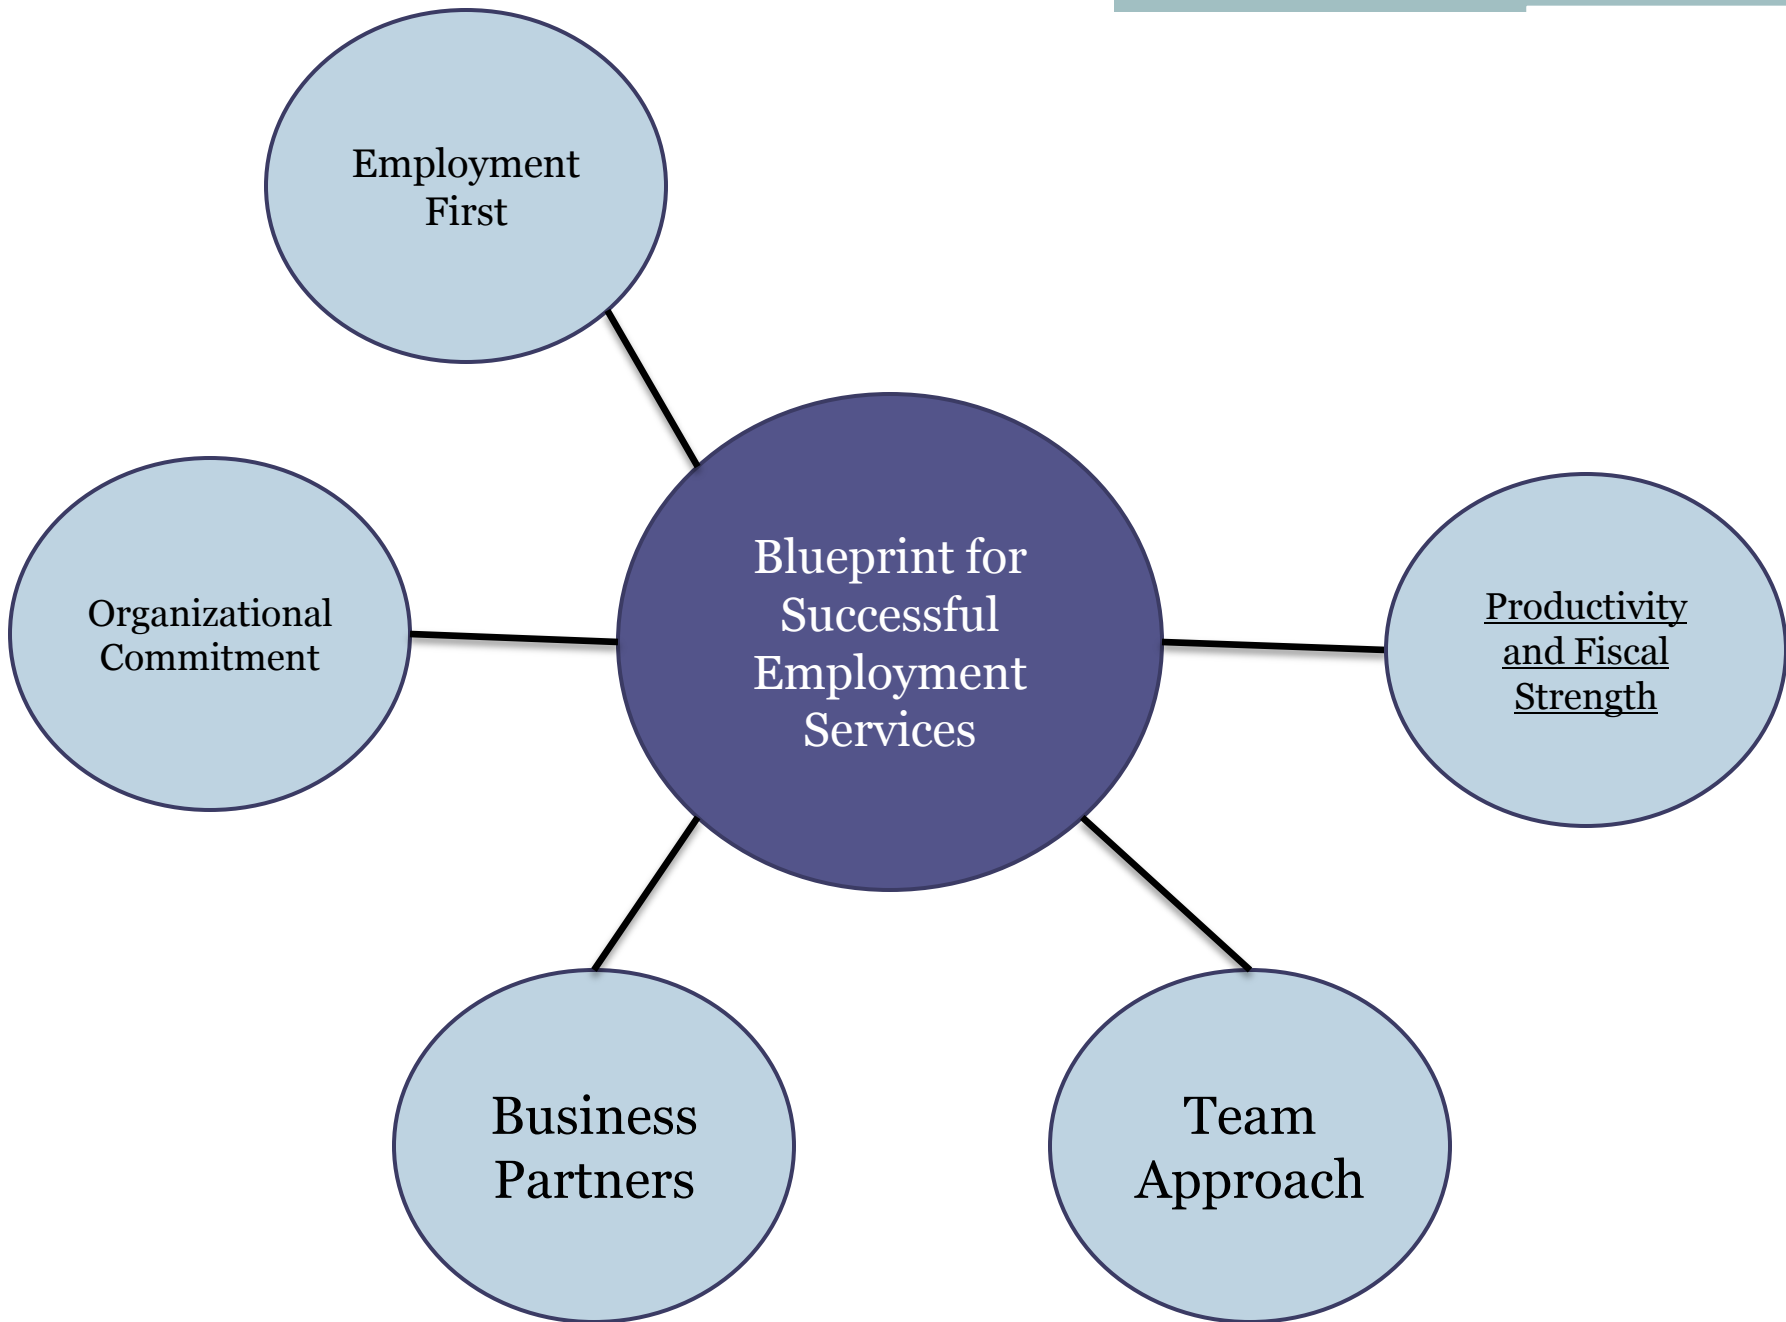 Employment
First
Organizational
Commitment
Blueprint for
Successful
Employment
Services
Productivity
and Fiscal
Strength
Business
Partners
Team
Approach